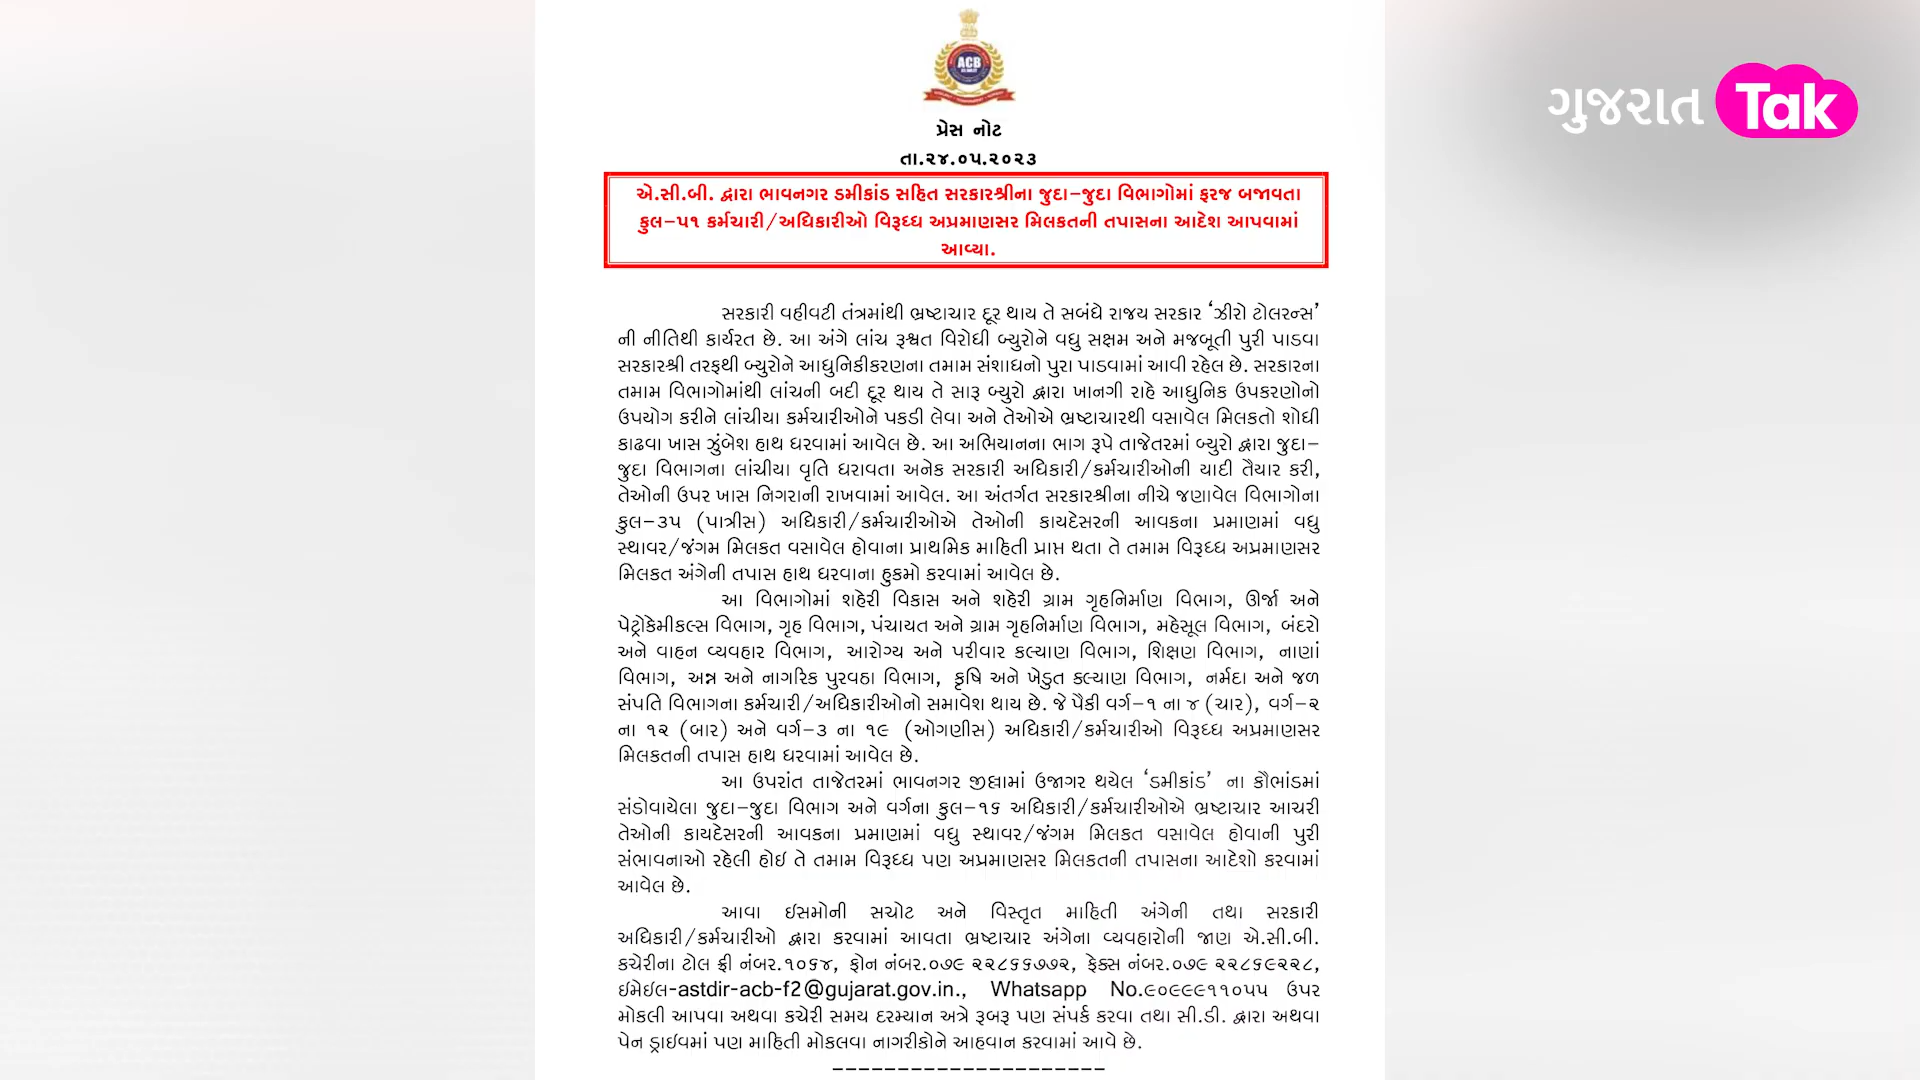 ACB
ગુજરાત Tak
પ્રેસ નોટ
તા.૨૪.૦૫.૨૦૨૩
એ.સી.બી. દ્વારા ભાવનગર ડમીકાંડ સહિત સરકારશ્રીના જુદા-જુદા વિભાગોમાં ફરજ બજાવતા
કુલ-૫૧ કર્મચારી/અધિકારીઓ વિરૂધ્ધ અપ્રમાણસર મિલકતની તપાસના આદેશ આપવામાં
આવ્યા.
સરકારી વહીવટી તંત્રમાંથી ભ્રષ્ટાચાર દૂર થાય તે સબંધે રાજય સરકાર ‘ઝીરો ટોલરન્સ’
ની નીતિથી કાર્યરત છે. આ અંગે લાંચ રૂશ્વત વિરોધી બ્યુરોને વધુ સક્ષમ અને મજબૂતી પુરી પાડવા
સરકારશ્રી તરફથી બ્યુરોને આધુનિકીકરણના તમામ સંશાધનો પુરા પાડવામાં આવી રહેલ છે. સરકારના
તમામ વિભાગોમાંથી લાંચની બદી દૂર થાય તે સારૂ બ્યુરો દ્વારા ખાનગી રાહે આધુનિક ઉપકરણોનો
ઉપયોગ કરીને લાંચીયા કર્મચારીઓને પકડી લેવા અને તેઓએ ભ્રષ્ટાચારથી વસાવેલ મિલકતો શોધી
કાઢવા ખાસ ઝુંબેશ હાથ ધરવામાં આવેલ છે. આ અભિયાનના ભાગ રૂપે તાજેતરમાં બ્યુરો દ્વારા જુદા-
જુદા વિભાગના લાંચીયા વૃતિ ધરાવતા અનેક સરકારી અધિકારી/કર્મચારીઓની યાદી તૈયાર કરી,
તેઓની ઉપર ખાસ નિગરાની રાખવામાં આવેલ. આ અંતર્ગત સરકારશ્રીના નીચે જણાવેલ વિભાગોના
કુલ-૩૫ (પાત્રીસ) અધિકારી/કર્મચારીઓએ તેઓની કાયદેસરની આવકના પ્રમાણમાં વધુ
સ્થાવર/જંગમ મિલકત વસાવેલ હોવાના પ્રાથમિક માહિતી પ્રાપ્ત થતા તે તમામ વિરૂધ્ધ અપ્રમાણસર
મિલકત અંગેની તપાસ હાથ ધરવાના હુકમો કરવામાં આવેલ છે.
આ વિભાગોમાં શહેરી વિકાસ અને શહેરી ગ્રામ ગૃહનિર્માણ વિભાગ, ઊર્જા અને
પેટ્રોકેમીકલ્સ વિભાગ, ગૃહ વિભાગ, પંચાયત અને ગ્રામ ગૃહનિર્માણ વિભાગ, મહેસૂલ વિભાગ, બંદરો
અને વાહન વ્યવહાર વિભાગ, આરોગ્ય અને પરીવાર કલ્યાણ વિભાગ, શિક્ષણ વિભાગ, નાણાં
વિભાગ, અન્ન અને નાગરિક પુરવઠા વિભાગ, કૃષિ અને ખેડુત કલ્યાણ વિભાગ, નર્મદા અને જળ
સંપતિ વિભાગના કર્મચારી/અધિકારીઓનો સમાવેશ થાય છે. જે પૈકી વર્ગ-૧ ના ૪ (ચાર), વર્ગ-૨
ના ૧૨ (બાર) અને વર્ગ-૩ ના ૧૯ (ઓગણીસ) અધિકારી/કર્મચારીઓ વિરૂધ્ધ અપ્રમાણસર
મિલકતની તપાસ હાથ ધરવામાં આવેલ છે.
આ ઉપરાંત તાજેતરમાં ભાવનગર જીલ્લામાં ઉજાગર થયેલ ‘ડમીકાંડ’ ના કૌભાંડમાં
સંડોવાયેલા જુદા-જુદા વિભાગ અને વર્ગના કુલ-૧૬ અધિકારી/કર્મચારીઓએ ભ્રષ્ટાચાર આચરી
તેઓની કાયદેસરની આવકના પ્રમાણમાં વધુ સ્થાવર/જંગમ મિલકત વસાવેલ હોવાની પુરી
સંભાવનાઓ રહેલી હોઇ તે તમામ વિરૂધ્ધ પણ અપ્રમાણસર મિલકતની તપાસના આદેશો કરવામાં
આવેલ છે.
આવા ઇસમોની સચોટ અને વિસ્તૃત માહિતી અંગેની તથા સરકારી
અધિકારી/કર્મચારીઓ દ્વારા કરવામાં આવતા ભ્રષ્ટાચાર અંગેના વ્યવહારોની જાણ એ.સી.બી.
કચેરીના ટોલ ફ્રી નંબર.૧૦૬૪, ફોન નંબર.૦૭૯ ૨૨૮૬૬૭૭૨, ફેક્સ નંબર.૦૭૯ ૨૨૮૬૯૨૨૮,
ઇમેઇલ-astdir-acb-f2@gujarat.gov.in., Whatsapp No.૯૦૯૯૯૧૧૦૫૫ ઉપર
મોકલી આપવા અથવા કચેરી સમય દરમ્યાન અત્રે રૂબરૂ પણ સંપર્ક કરવા તથા સી.ડી. દ્વારા અથવા
પેન ડ્રાઇવમાં પણ માહિતી મોકલવા નાગરીકોને આહવાન કરવામાં આવે છે.
---------------------